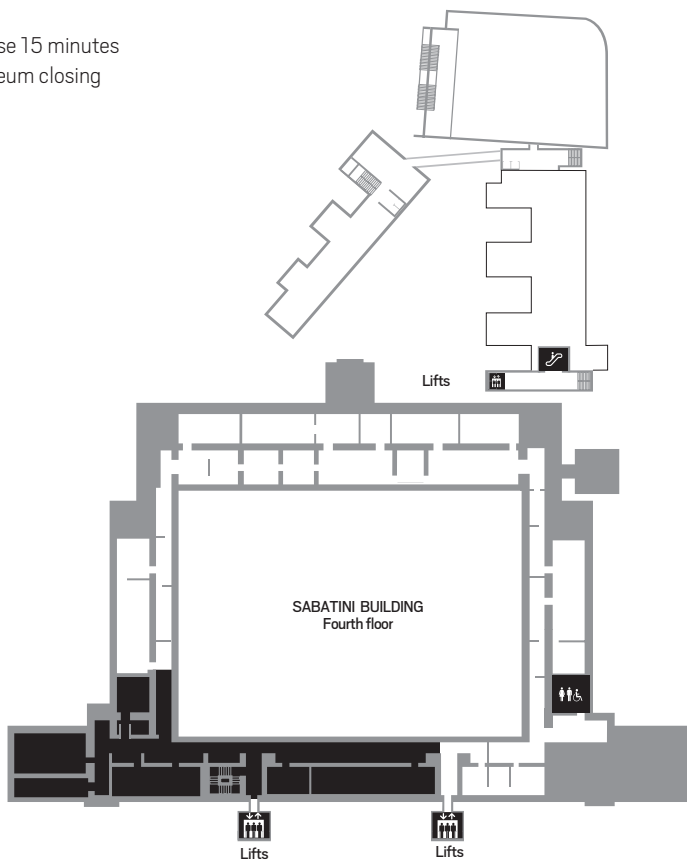 se 15 minutes
eum closing
Lifts
SABATINI BUILDING
Fourth floor
Lifts
Lifts